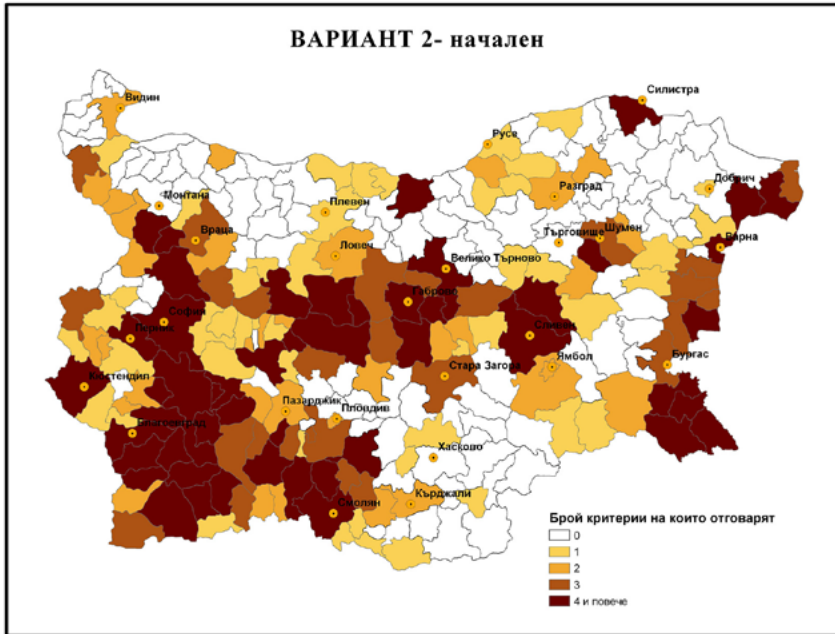 ВАРИАНТ 2- начален
Силистра
Видин
Русе
Добрич
Разград
Монтана
Плевен
Шумен
Търговище
Враца
Варна
Ловеч
Велико Търново
Габрово
София
Перник
Сливен
Бургас
Ямбол
Стара Загора
Кюстендил
Пазарджик
Пловдив
Благоевград
Хасково
Кърджали
Смолян
Брой критерии на които отговарят
0
1
2
3
4 и повече